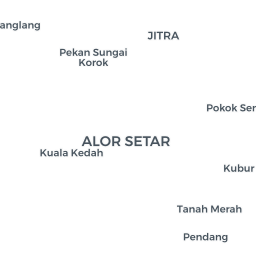 anglang
JITRA
Pekan Sungai
Korok
Pokok Ser
ALOR SETAR
Kuala Kedah
Kubur
Tanah Merah
Pendang